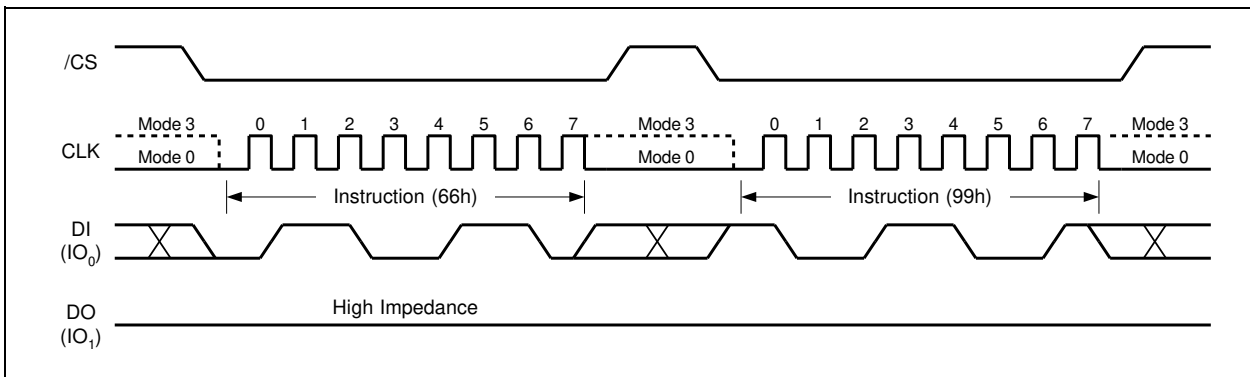 /CS
Mode 3 0 1 2 3 4 5 6 7 Mode 3 0 1 2 3 4 5 6 7 Mode 3
CLK
Mode 0 Mode 0 Mode 0
Instruction (66h) Instruction (99h)
DI
(IO0)
High Impedance
DO
(IO1)